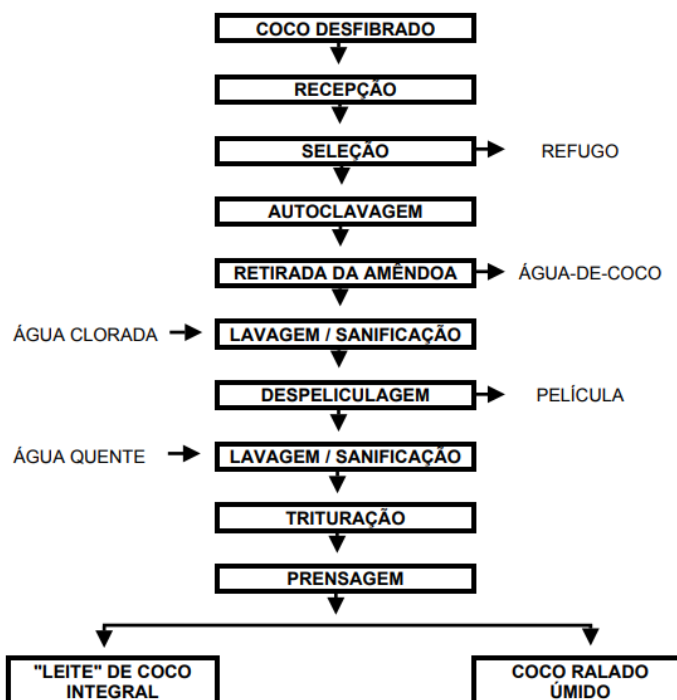 COCO DESFIBRADO
RECEPÇÃO
SELEÇÃO
REFUGO
AUTOCLAVAGEM
RETIRADA DA AMÊNDOA
ÁGUA-DE-COCO
ÁGUA CLORADA
LAVAGEM / SANIFICAÇÃO
DESPELICULAGEM
PELÍCULA
ÁGUA QUENTE
LAVAGEM / SANIFICAÇÃO
TRITURAÇÃO
PRENSAGEM
"LEITE" DE COCO
INTEGRAL
COCO RALADO
ÚMIDO